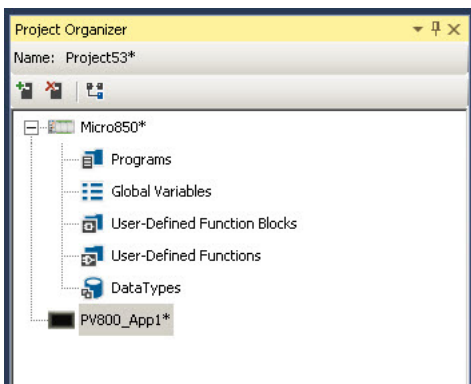 Project Organizer
Name: Project53*
Micro850*
Programs
Global Variables
User-Defined Function Blocks
User-Defined Functions
DataTypes
PV800_App1*